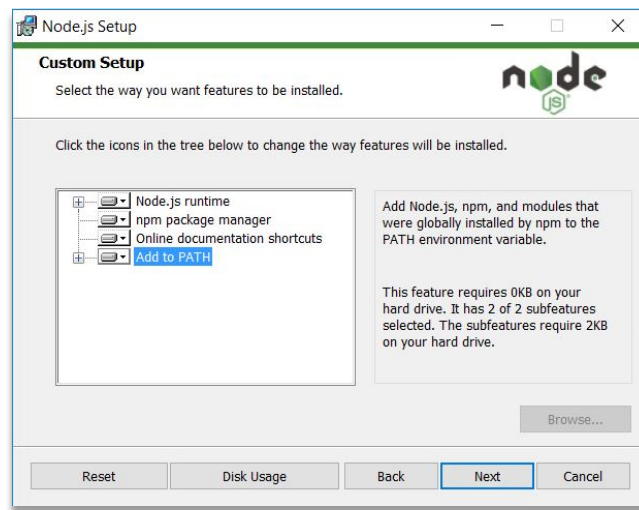 Node.js Setup
Custom Setup
Select the way you want features to be installed.
node
JS
Click the icons in the tree below to change the way features will be installed.
Node.js runtime
npm package manager
Online documentation shortcuts
Add to PATH
Add Node.js, npm, and modules that
were globally installed by npm to the
PATH environment variable.
This feature requires 0KB on your
hard drive. It has 2 of 2 subfeatures
selected. The subfeatures require 2KB
on your hard drive.
Browse...
Reset
Disk Usage
Back
Next
Cancel